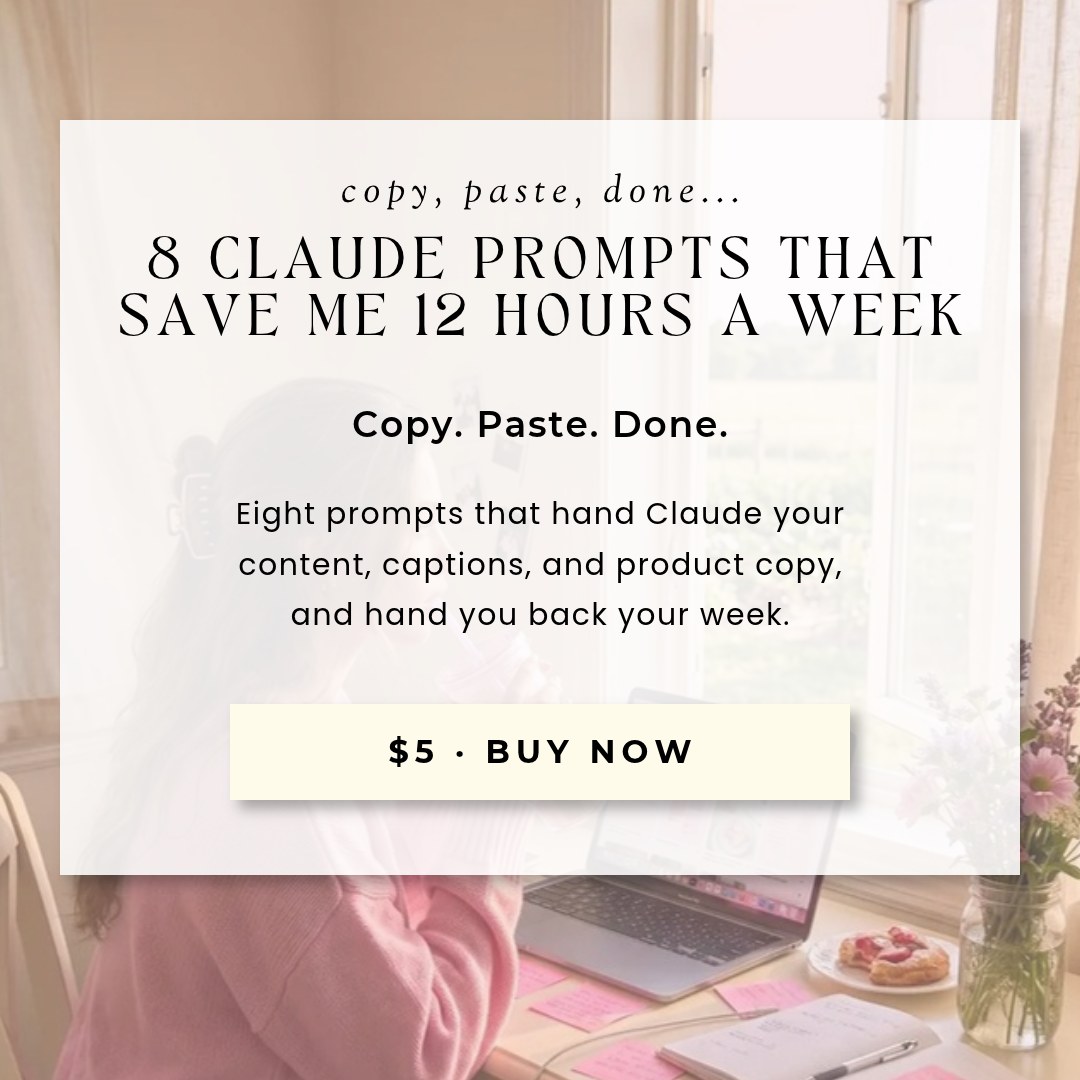 copy, paste, done...
8 CLAUDE PROMPTS THAT
SAVE ME 12 HOURS A WEEK
Copy. Paste. Done.
Eight prompts that hand Claude your
content, captions, and product copy,
and hand you back your week.
$5 · BUY NOW